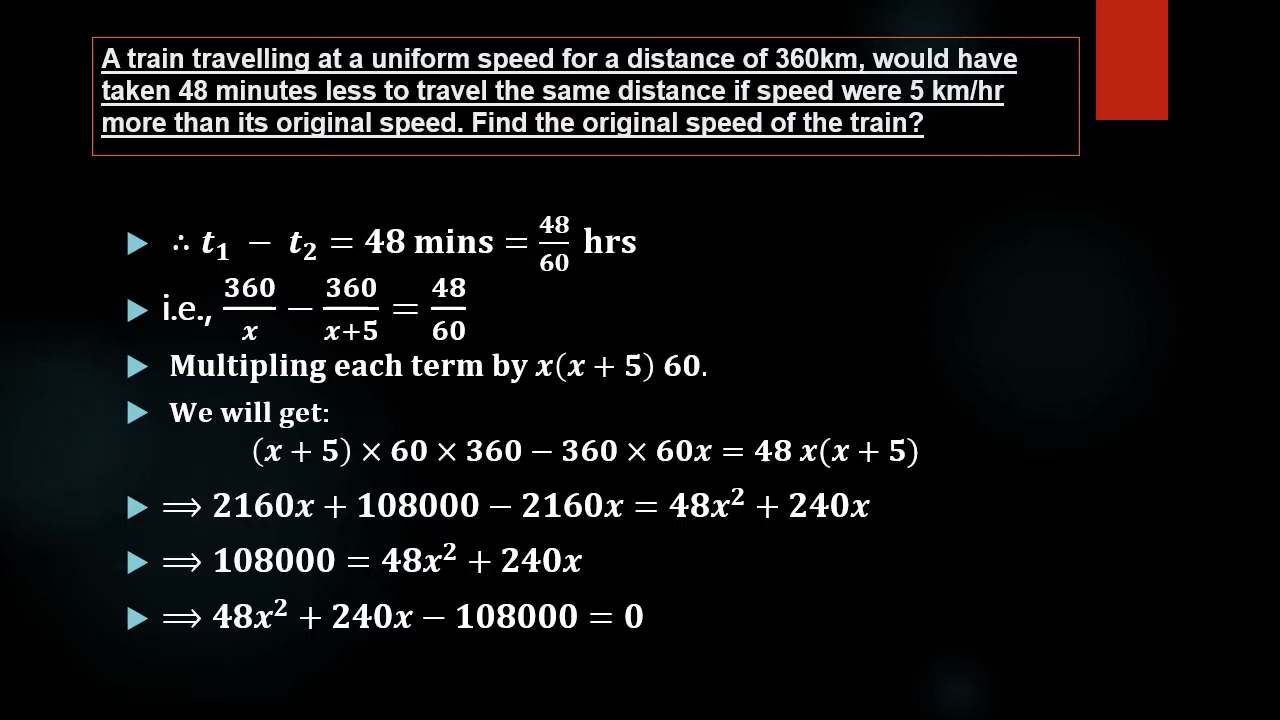 A train travelling at a uniform speed for a distance of 360km, would have
taken 48 minutes less to travel the same distance if speed were 5 km/hr
more than its original speed. Find the original speed of the train?
∴ t₁ − t₂ = 48 mins = 48/60 hrs
i.e., 360/x − 360/(x+5) = 48/60
Multipling each term by x(x + 5) 60.
We will get:
(x + 5) × 60 × 360 − 360 × 60x = 48 x(x + 5)
⟹ 2160x + 108000 − 2160x = 48x² + 240x
⟹ 108000 = 48x² + 240x
⟹ 48x² + 240x − 108000 = 0